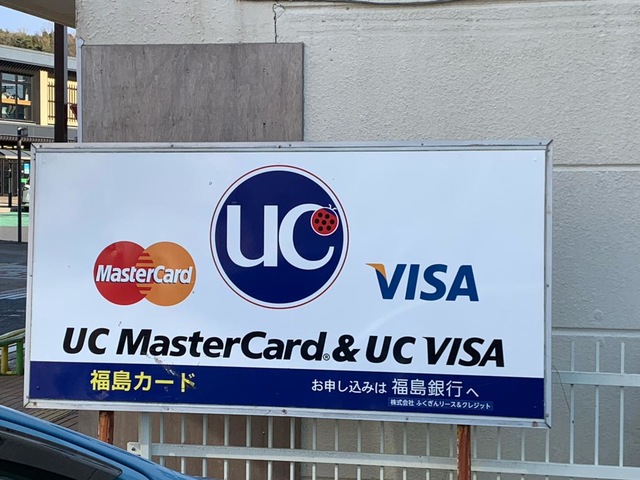 UC
MasterCard
VISA
UC MasterCard® & UC VISA
福島カード
お申し込みは 福島銀行へ
株式会社 ふくぎんリース&クレジット